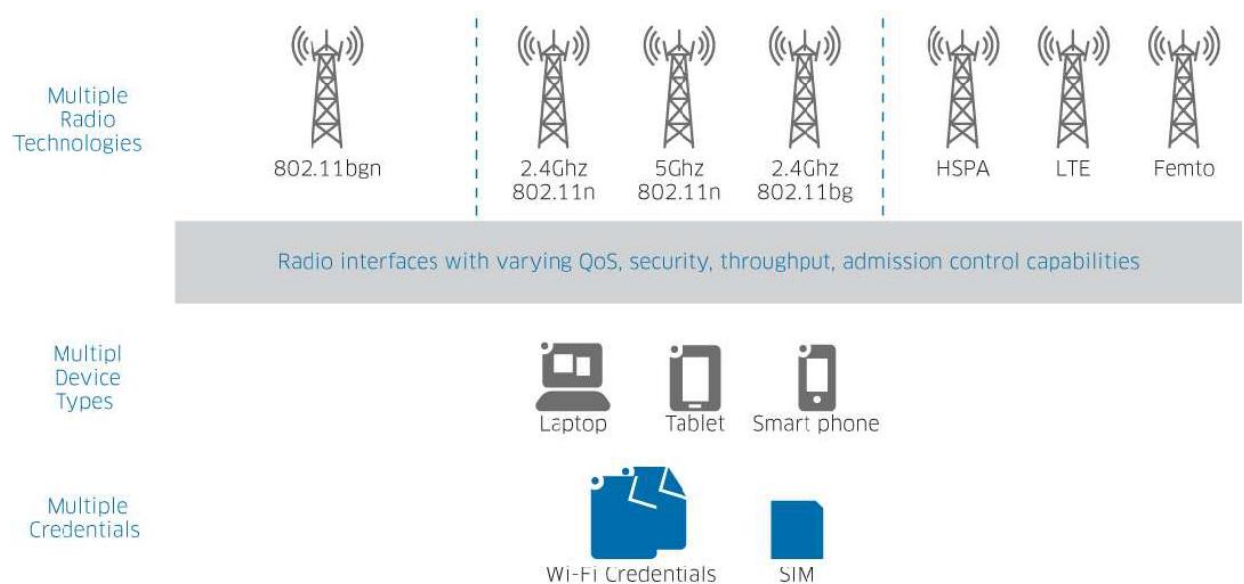 Multiple
Radio
Technologies
802.11bgn
2.4Ghz
802.11n
5Ghz
802.11n
2.4Ghz
802.11bg
HSPA
LTE
Femto
Radio interfaces with varying QoS, security, throughput, admission control capabilities
Multipl
Device
Types
Laptop
Tablet
Smart phone
Multiple
Credentials
Wi-Fi Credentials
SIM